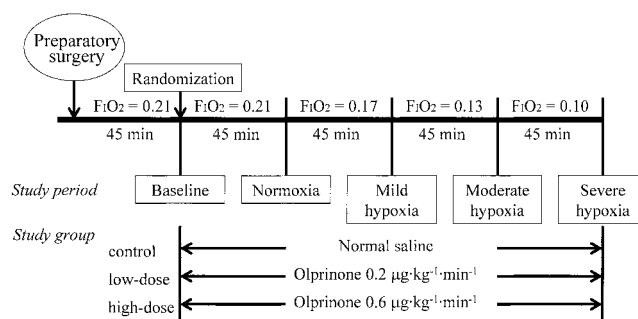 Preparatory
surgery
Randomization
FIO2 = 0.21 FIO2 = 0.21 FIO2 = 0.17 FIO2 = 0.13 FIO2 = 0.10
45 min 45 min 45 min 45 min 45 min
Study period Baseline Normoxia Mild hypoxia Moderate hypoxia Severe hypoxia
Study group
control Normal saline
low-dose Olprinone 0.2 μg·kg⁻¹·min⁻¹
high-dose Olprinone 0.6 μg·kg⁻¹·min⁻¹